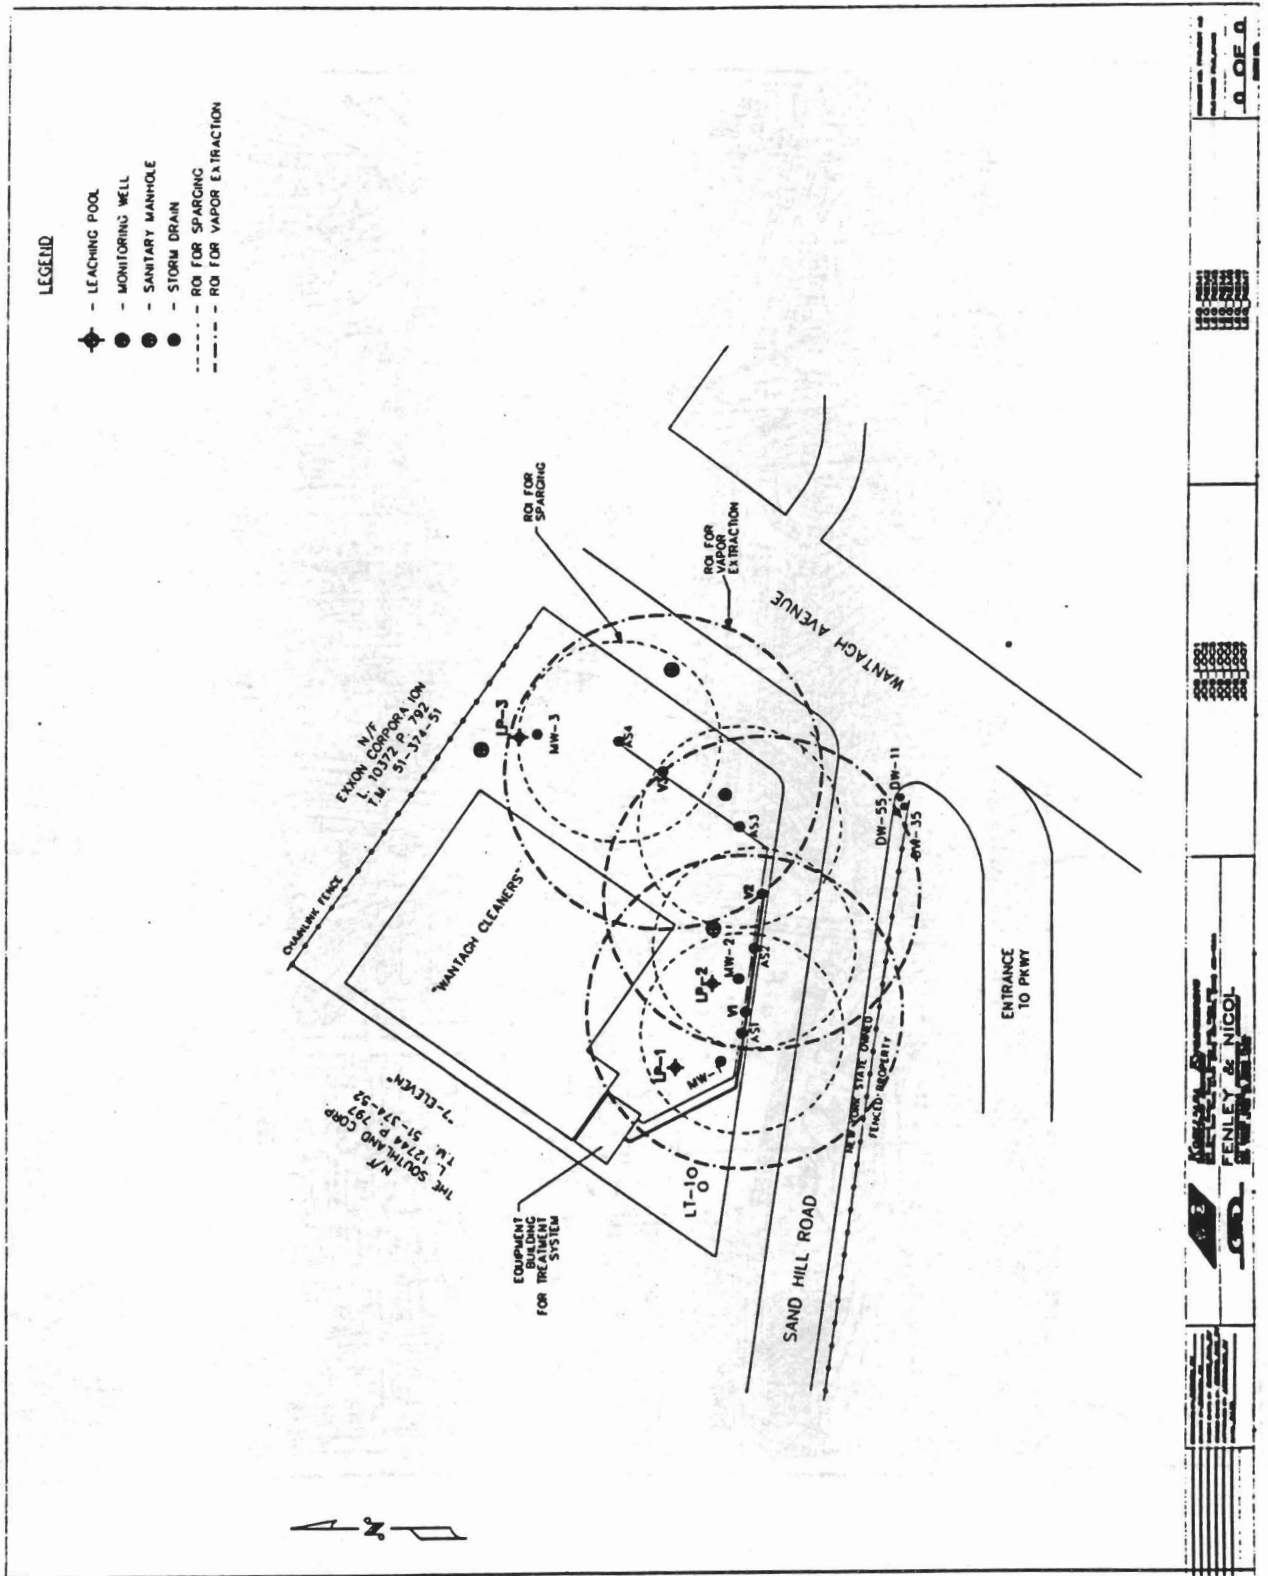 LEGEND
- LEACHING POOL
- MONITORING WELL
- SANITARY MANHOLE
- STORM DRAIN
- ROI FOR SPARGING
- ROI FOR VAPOR EXTRACTION
N/F
EXXON CORPORATION
L. 10372 P. 792
T.M. 51-374-51
CHAINLINK FENCE
"WANTAGH CLEANERS"
LP-3
MW-3
AS4
V3
AS3
ROI FOR
SPARGING
ROI FOR
VAPOR
EXTRACTION
WANTAGH AVENUE
N/F
THE SOUTHLAND CORP.
L. 12744 P. 797
T.M. 51-374-52
"7-ELEVEN"
EQUIPMENT
BUILDING
FOR TREATMENT
SYSTEM
LP-1
MW-1
LP-2
MW-2
AS1
V1
AS2
V2
LT-10
SAND HILL ROAD
NEW YORK STATE OWNED
FENCED PROPERTY
DW-55
DW-11
DW-35
ENTRANCE
TO PKWY
N
FENLEY & NICOL
0 OF 0